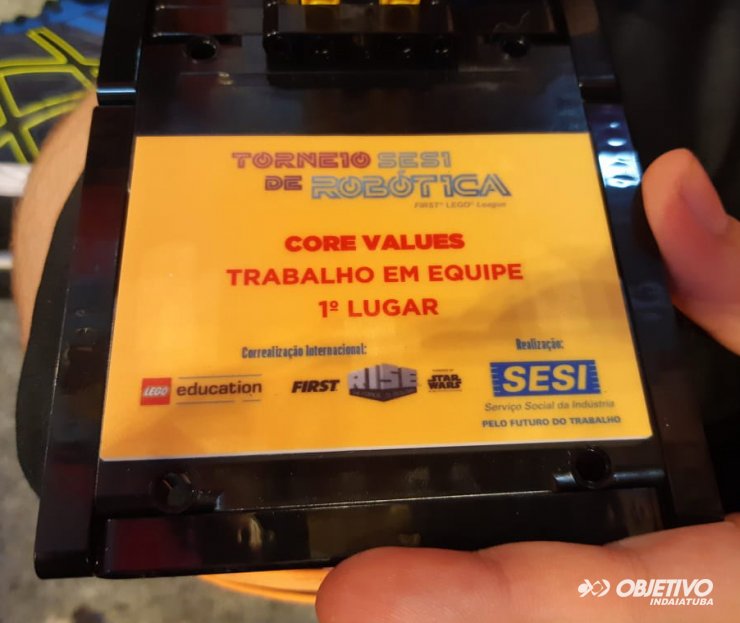 TORNEIO SESI
DE ROBÓTICA
FIRST® LEGO® League
CORE VALUES
TRABALHO EM EQUIPE
1º LUGAR
Correalização Internacional:
Realização:
LEGO education
FIRST
RISE
STAR WARS
SESI
Serviço Social da Indústria
PELO FUTURO DO TRABALHO
OBJETIVO
INDAIATUBA